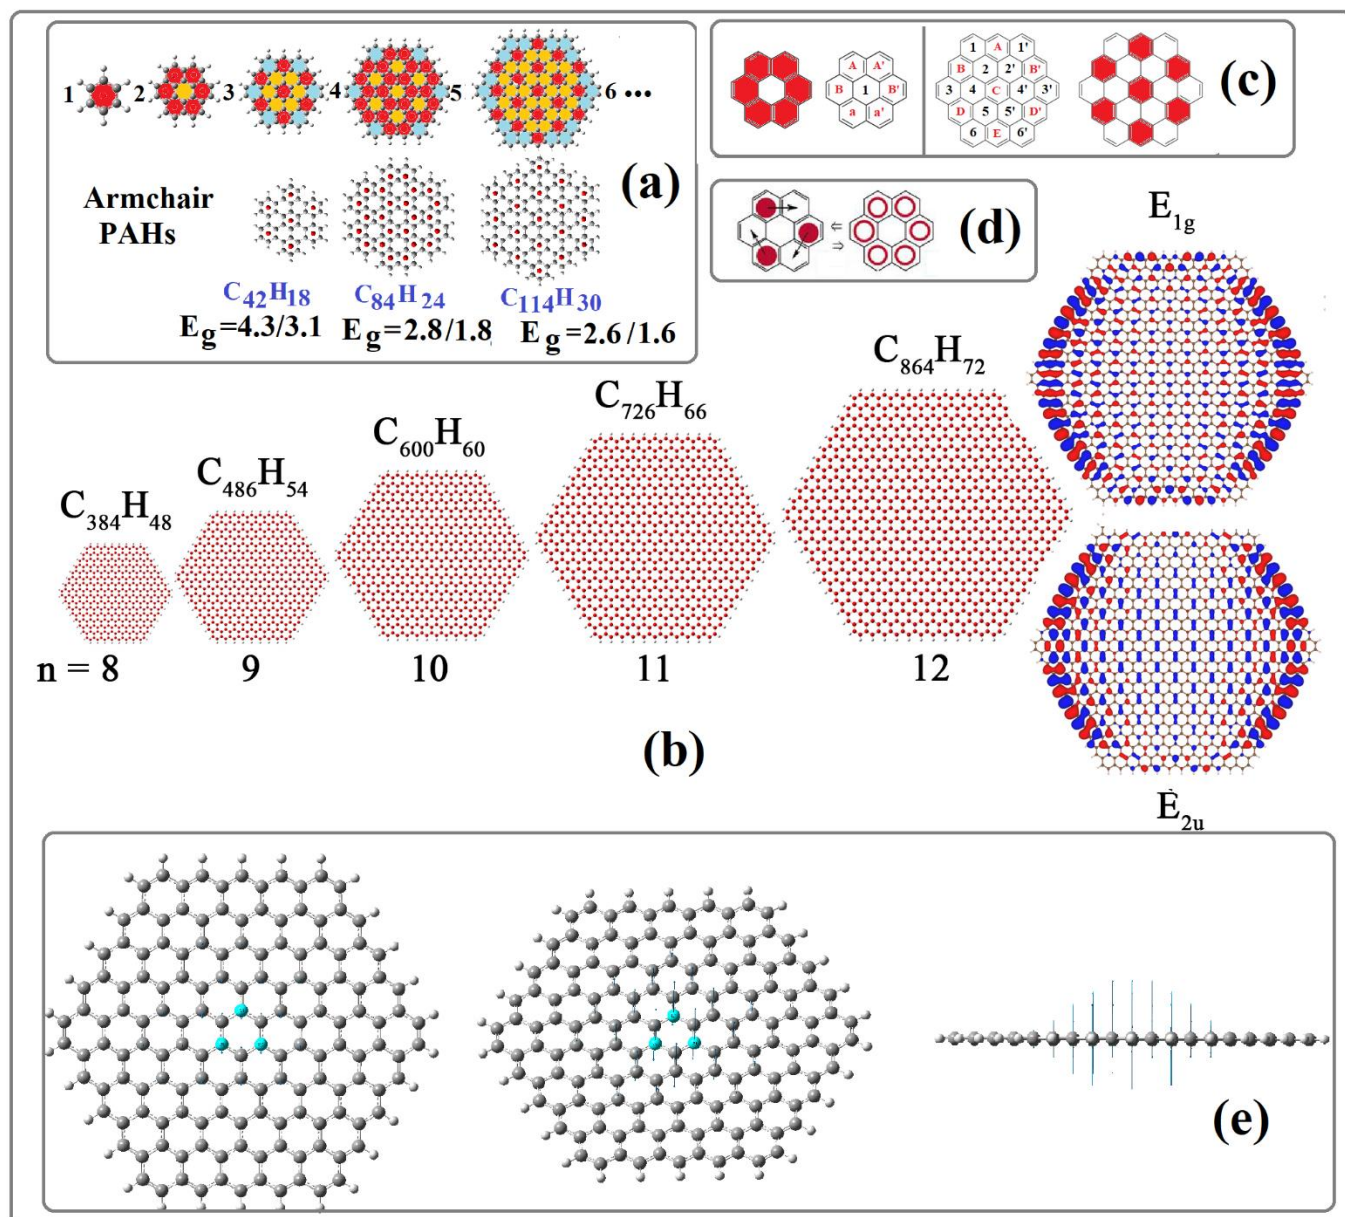 1 2 3 4 5 6 ...
(a)
Armchair
PAHs
C42H18 C84H24 C114H30
Eg=4.3/3.1 Eg=2.8/1.8 Eg=2.6/1.6
(c)
A A'
B 1 B'
a a'
1 A 1'
B 2 2' B'
3 4 C 4' 3'
D 5 5' D'
6 E 6'
(d)
⇐
⇒
E1g
C384H48
C486H54
C600H60
C726H66
C864H72
n = 8 9 10 11 12
(b)
E2u
(e)